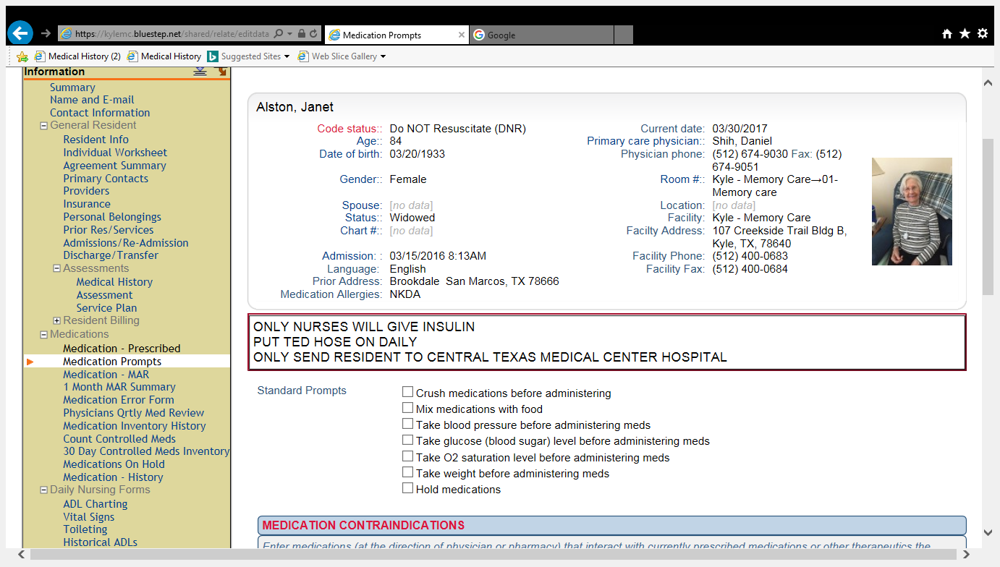 https://kylemc.bluestep.net/shared/relate/editdata
Medication Prompts
Google
Medical History (2)
Medical History
Suggested Sites
Web Slice Gallery
Information
Summary
Name and E-mail
Contact Information
General Resident
Resident Info
Individual Worksheet
Agreement Summary
Primary Contacts
Providers
Insurance
Personal Belongings
Prior Res/Services
Admissions/Re-Admission
Discharge/Transfer
Assessments
Medical History
Assessment
Service Plan
Resident Billing
Medications
Medication - Prescribed
Medication Prompts
Medication - MAR
1 Month MAR Summary
Medication Error Form
Physicians Qrtly Med Review
Medication Inventory History
Count Controlled Meds
30 Day Controlled Meds Inventory
Medications On Hold
Medication - History
Daily Nursing Forms
ADL Charting
Vital Signs
Toileting
Historical ADLs
Alston, Janet
Code status:: Do NOT Resuscitate (DNR)
Age:: 84
Date of birth: 03/20/1933
Gender:: Female
Spouse: [no data]
Status:: Widowed
Chart #:: [no data]
Admission: : 03/15/2016 8:13AM
Language: English
Prior Address: Brookdale San Marcos, TX 78666
Medication Allergies: NKDA
Current date: 03/30/2017
Primary care physician:: Shih, Daniel
Physician phone: (512) 674-9030 Fax: (512)
674-9051
Room #:: Kyle - Memory Care→01-
Memory care
Location: [no data]
Facility: Kyle - Memory Care
Facilty Address: 107 Creekside Trail Bldg B,
Kyle, TX, 78640
Facility Phone: (512) 400-0683
Facility Fax: (512) 400-0684
ONLY NURSES WILL GIVE INSULIN
PUT TED HOSE ON DAILY
ONLY SEND RESIDENT TO CENTRAL TEXAS MEDICAL CENTER HOSPITAL
Standard Prompts
Crush medications before administering
Mix medications with food
Take blood pressure before administering meds
Take glucose (blood sugar) level before administering meds
Take O2 saturation level before administering meds
Take weight before administering meds
Hold medications
MEDICATION CONTRAINDICATIONS
Enter medications (at the direction of physician or pharmacy) that interact with currently prescribed medications or other therapeutics the